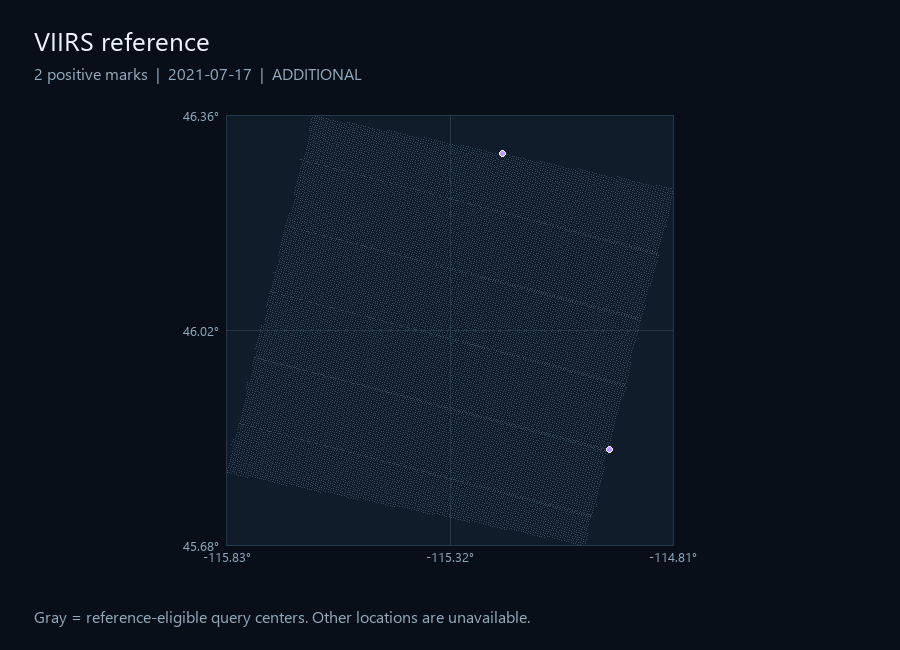 VIIRS reference
2 positive marks | 2021-07-17 | ADDITIONAL
46.36°
46.02°
45.68°
-115.83° -115.32° -114.81°
Gray = reference-eligible query centers. Other locations are unavailable.